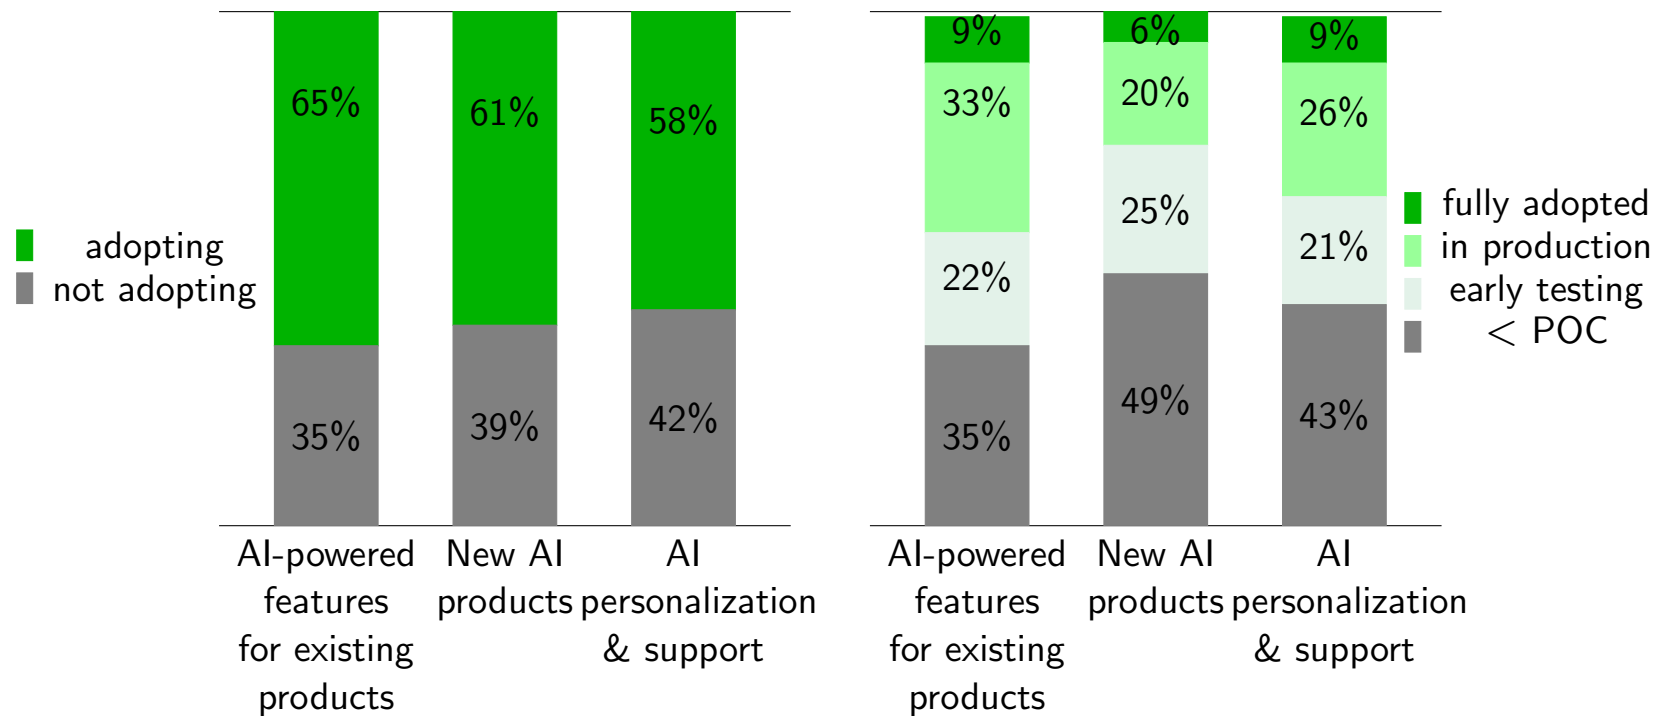 adopting
not adopting
65%
61%
58%
35%
39%
42%
AI-powered
features
for existing
products
New AI
products
AI
personalization
& support
9%
6%
9%
33%
20%
26%
22%
25%
21%
35%
49%
43%
AI-powered
features
for existing
products
New AI
products
AI
personalization
& support
fully adopted
in production
early testing
< POC